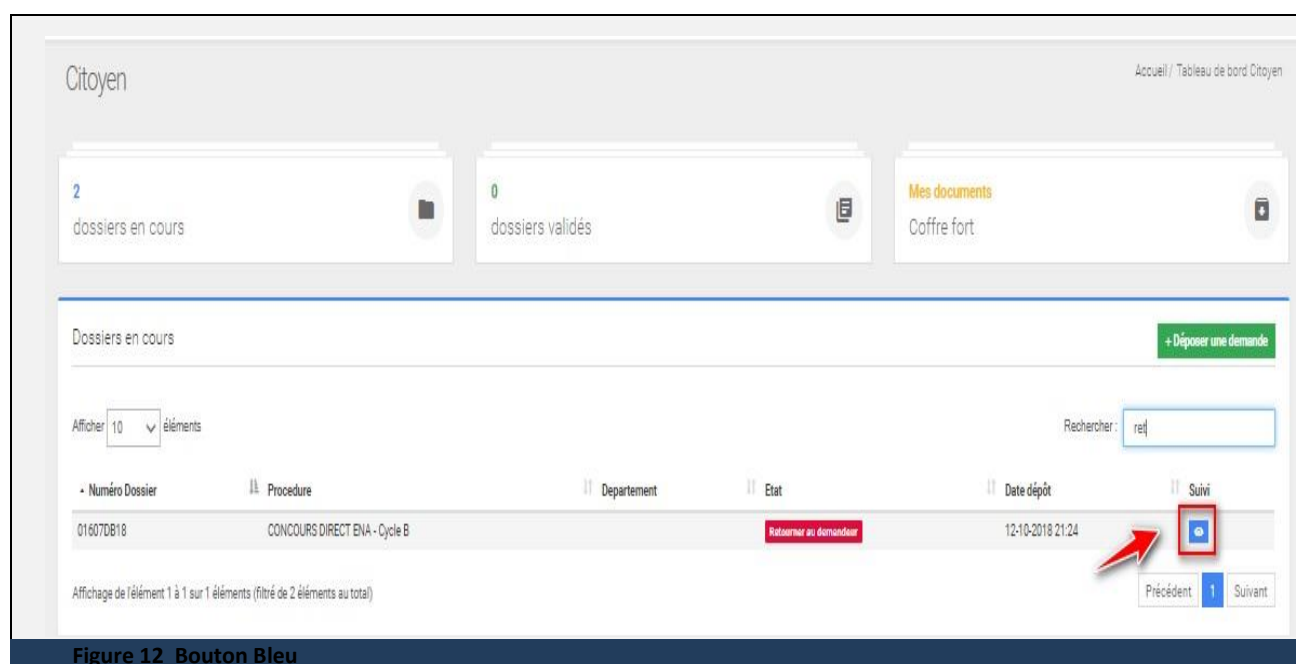 Citoyen
Accueil / Tableau de bord Citoyen
2
dossiers en cours
0
dossiers validés
Mes documents
Coffre fort
Dossiers en cours
+ Déposer une demande
Afficher 10 éléments
Rechercher : ret
Numéro Dossier Procedure Departement Etat Date dépôt Suivi
01607DB18 CONCOURS DIRECT ENA - Cycle B Retourner au demandeur 12-10-2018 21:24
Affichage de l'élément 1 à 1 sur 1 éléments (filtré de 2 éléments au total)
Précédent 1 Suivant
Figure 12 Bouton Bleu